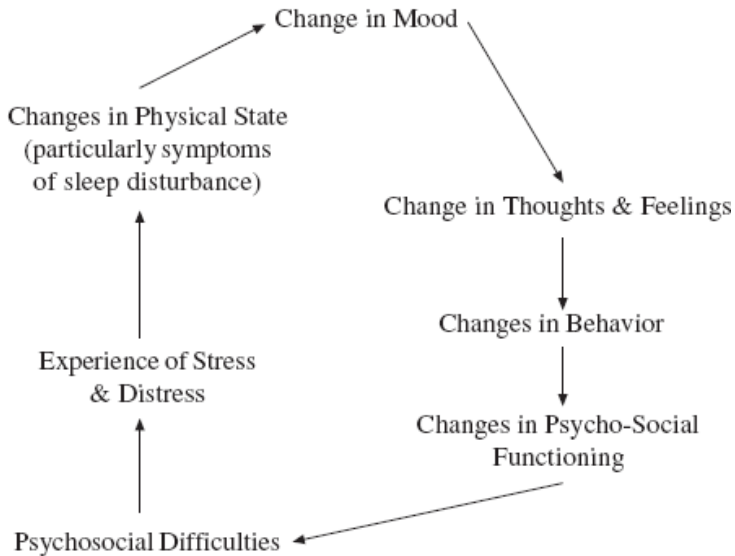 Change in Mood
Changes in Physical State
(particularly symptoms
of sleep disturbance)
Change in Thoughts & Feelings
Changes in Behavior
Experience of Stress
& Distress
Changes in Psycho-Social
Functioning
Psychosocial Difficulties